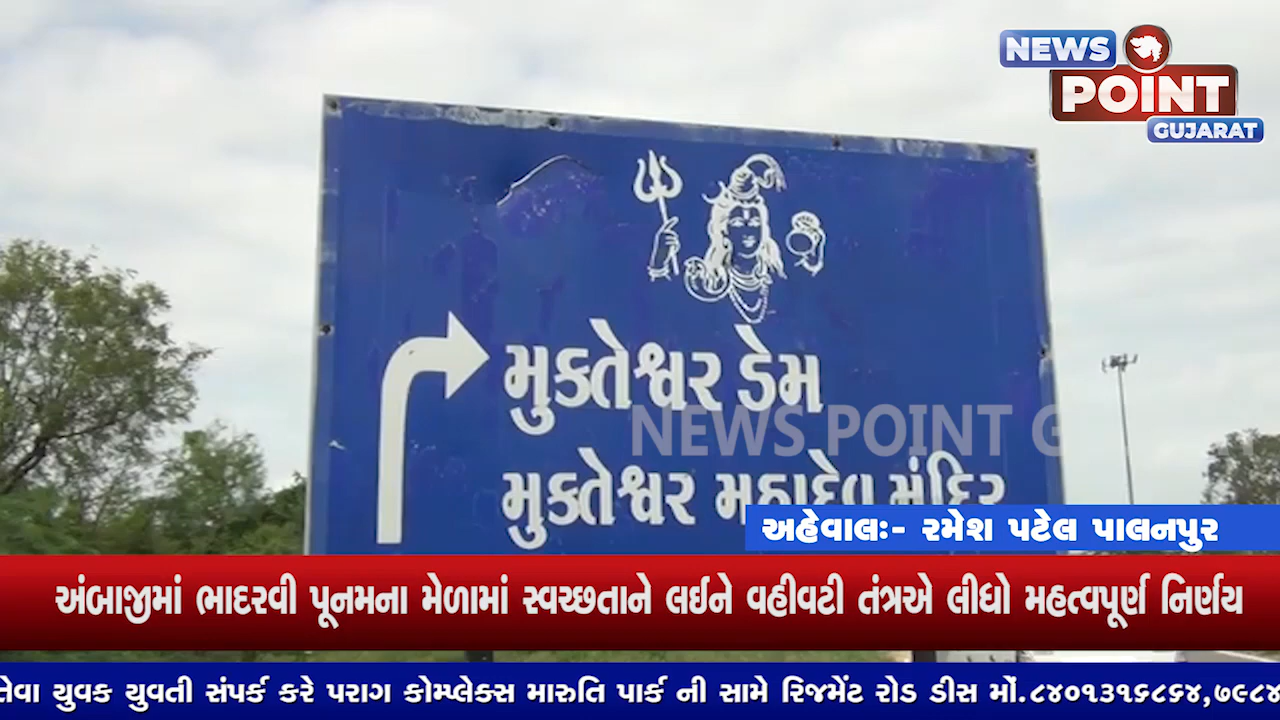 NEWS
POINT
GUJARAT
મુક્તેશ્વર ડેમ
NEWS POINT G
મુક્તેશ્વર મહાદેવ મંદિર
અહેવાલઃ- રમેશ પટેલ પાલનપુર
અંબાજીમાં ભાદરવી પૂનમના મેળામાં સ્વચ્છતાને લઈને વહીવટી તંત્રએ લીધો મહત્વપૂર્ણ નિર્ણય
યુવક યુવતી સંપર્ક કરે પરાગ કોમ્પ્લેક્સ મારુતિ પાર્ક ની સામે રિજમેંટ રોડ ડીસ મોં.૮૪૦૧૩૧૬૮૬૪,૭૯૮૪